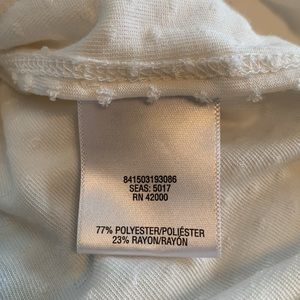 841503193086
SEAS: 5017
RN 42000
77% POLYESTER/POLIÉSTER
23% RAYON/RAYÓN